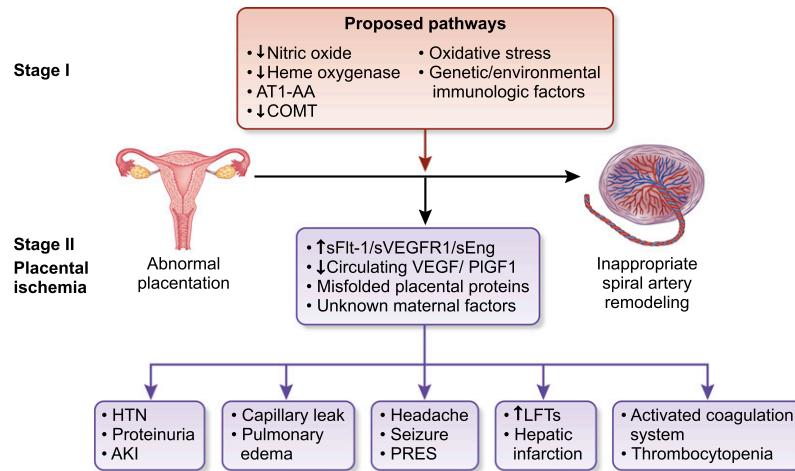 Proposed pathways
• ↓Nitric oxide
• ↓Heme oxygenase
• AT1-AA
• ↓COMT
• Oxidative stress
• Genetic/environmental
immunologic factors
Stage I
Stage II
Placental
ischemia
Abnormal
placentation
• ↑sFlt-1/sVEGFR1/sEng
• ↓Circulating VEGF/ PlGF1
• Misfolded placental proteins
• Unknown maternal factors
Inappropriate
spiral artery
remodeling
• HTN
• Proteinuria
• AKI
• Capillary leak
• Pulmonary
edema
• Headache
• Seizure
• PRES
• ↑LFTs
• Hepatic
infarction
• Activated coagulation
system
• Thrombocytopenia